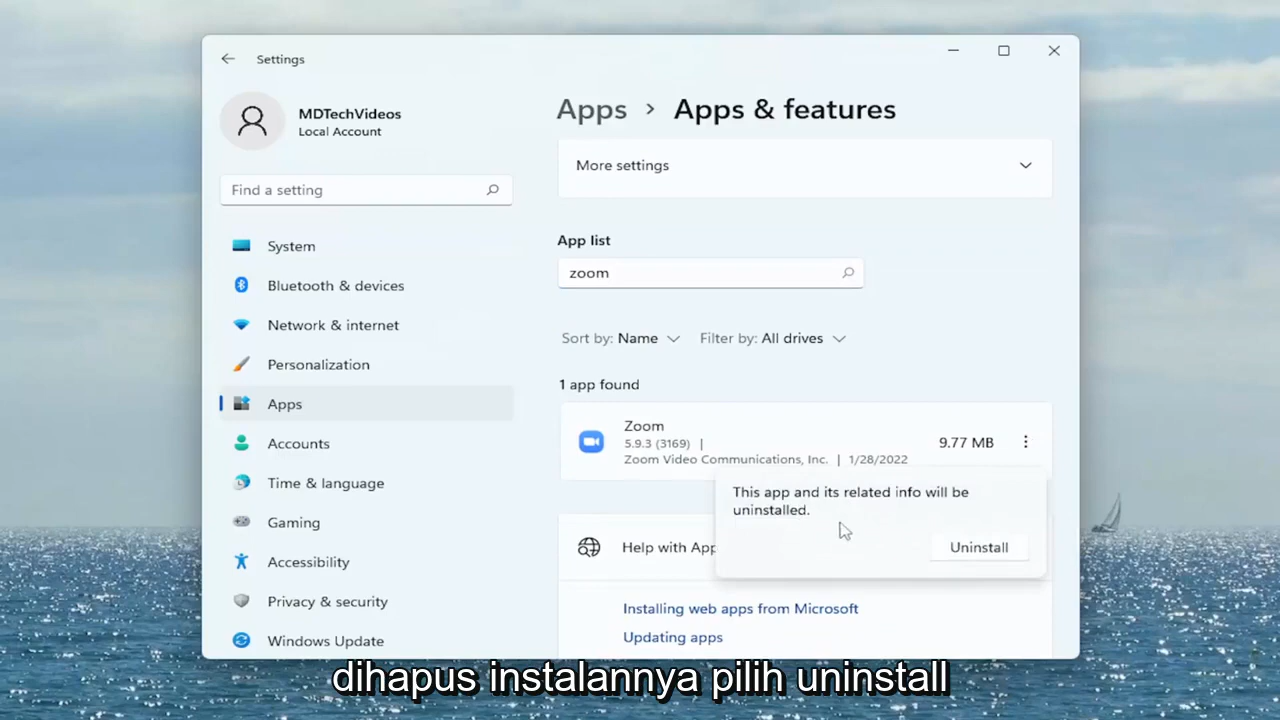 Settings
MDTechVideos
Local Account
Find a setting
System
Bluetooth & devices
Network & internet
Personalization
Apps
Accounts
Time & language
Gaming
Accessibility
Privacy & security
Windows Update
Apps > Apps & features
More settings
App list
zoom
Sort by: Name Filter by: All drives
1 app found
Zoom
5.9.3 (3169) |
Zoom Video Communications, Inc. | 1/28/2022
9.77 MB
This app and its related info will be
uninstalled.
Uninstall
Help with App
Installing web apps from Microsoft
Updating apps
dihapus instalannya pilih uninstall